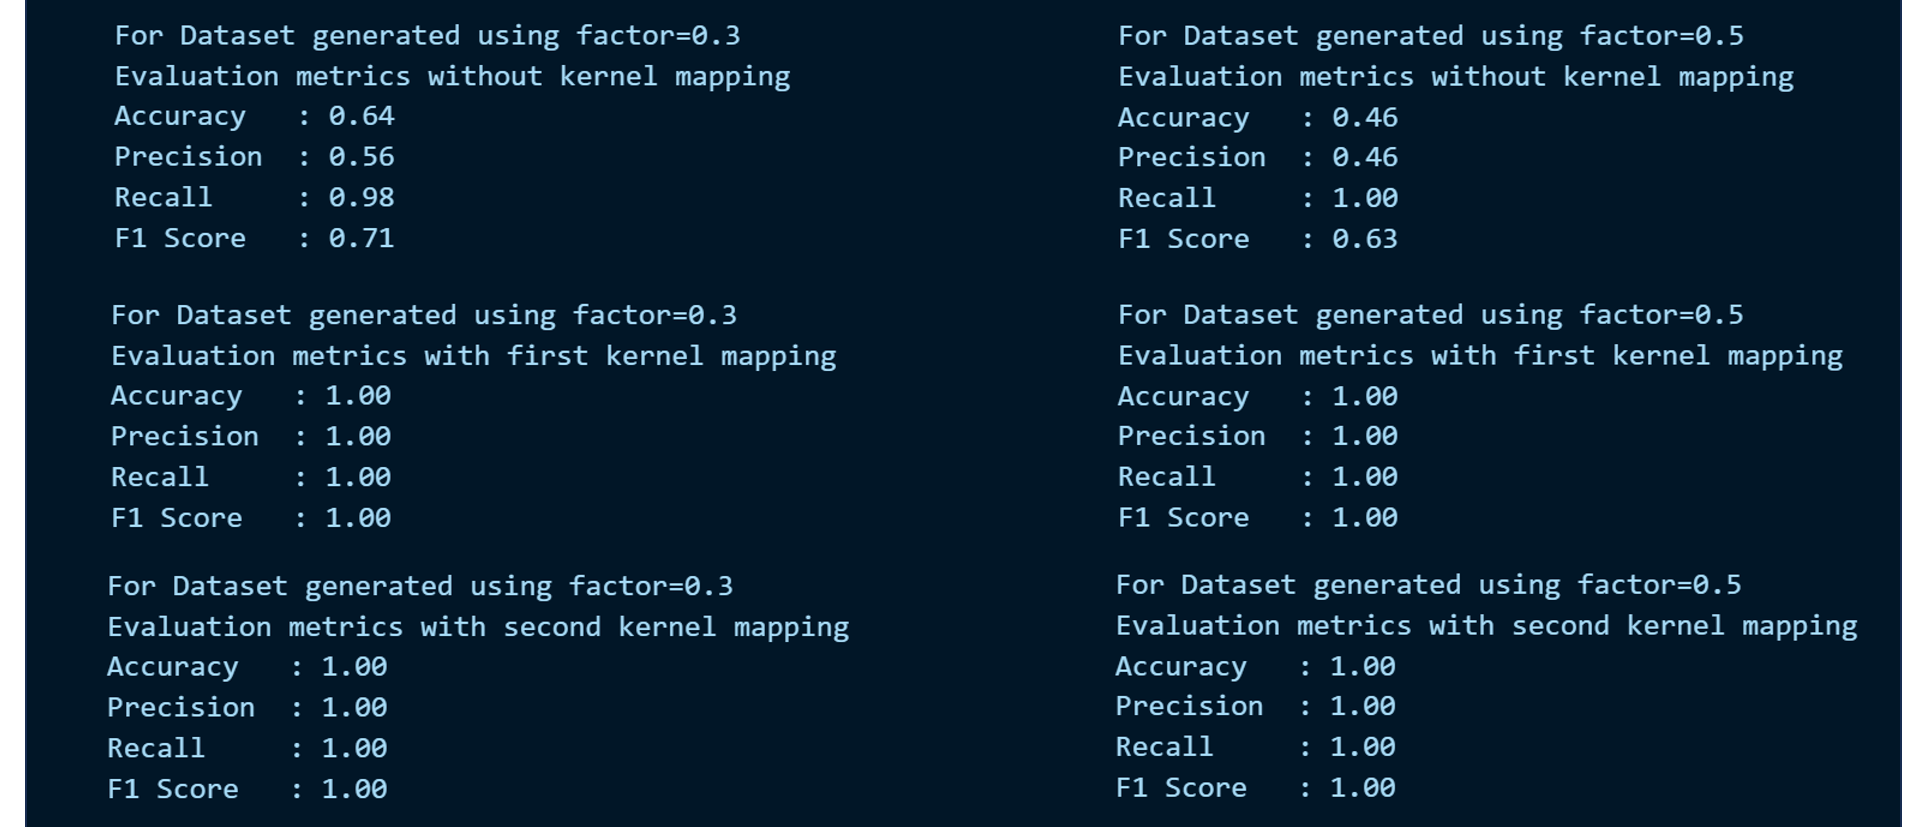 For Dataset generated using factor=0.3
Evaluation metrics without kernel mapping
Accuracy   : 0.64
Precision  : 0.56
Recall     : 0.98
F1 Score   : 0.71
For Dataset generated using factor=0.5
Evaluation metrics without kernel mapping
Accuracy   : 0.46
Precision  : 0.46
Recall     : 1.00
F1 Score   : 0.63
For Dataset generated using factor=0.3
Evaluation metrics with first kernel mapping
Accuracy   : 1.00
Precision  : 1.00
Recall     : 1.00
F1 Score   : 1.00
For Dataset generated using factor=0.5
Evaluation metrics with first kernel mapping
Accuracy   : 1.00
Precision  : 1.00
Recall     : 1.00
F1 Score   : 1.00
For Dataset generated using factor=0.3
Evaluation metrics with second kernel mapping
Accuracy   : 1.00
Precision  : 1.00
Recall     : 1.00
F1 Score   : 1.00
For Dataset generated using factor=0.5
Evaluation metrics with second kernel mapping
Accuracy   : 1.00
Precision  : 1.00
Recall     : 1.00
F1 Score   : 1.00